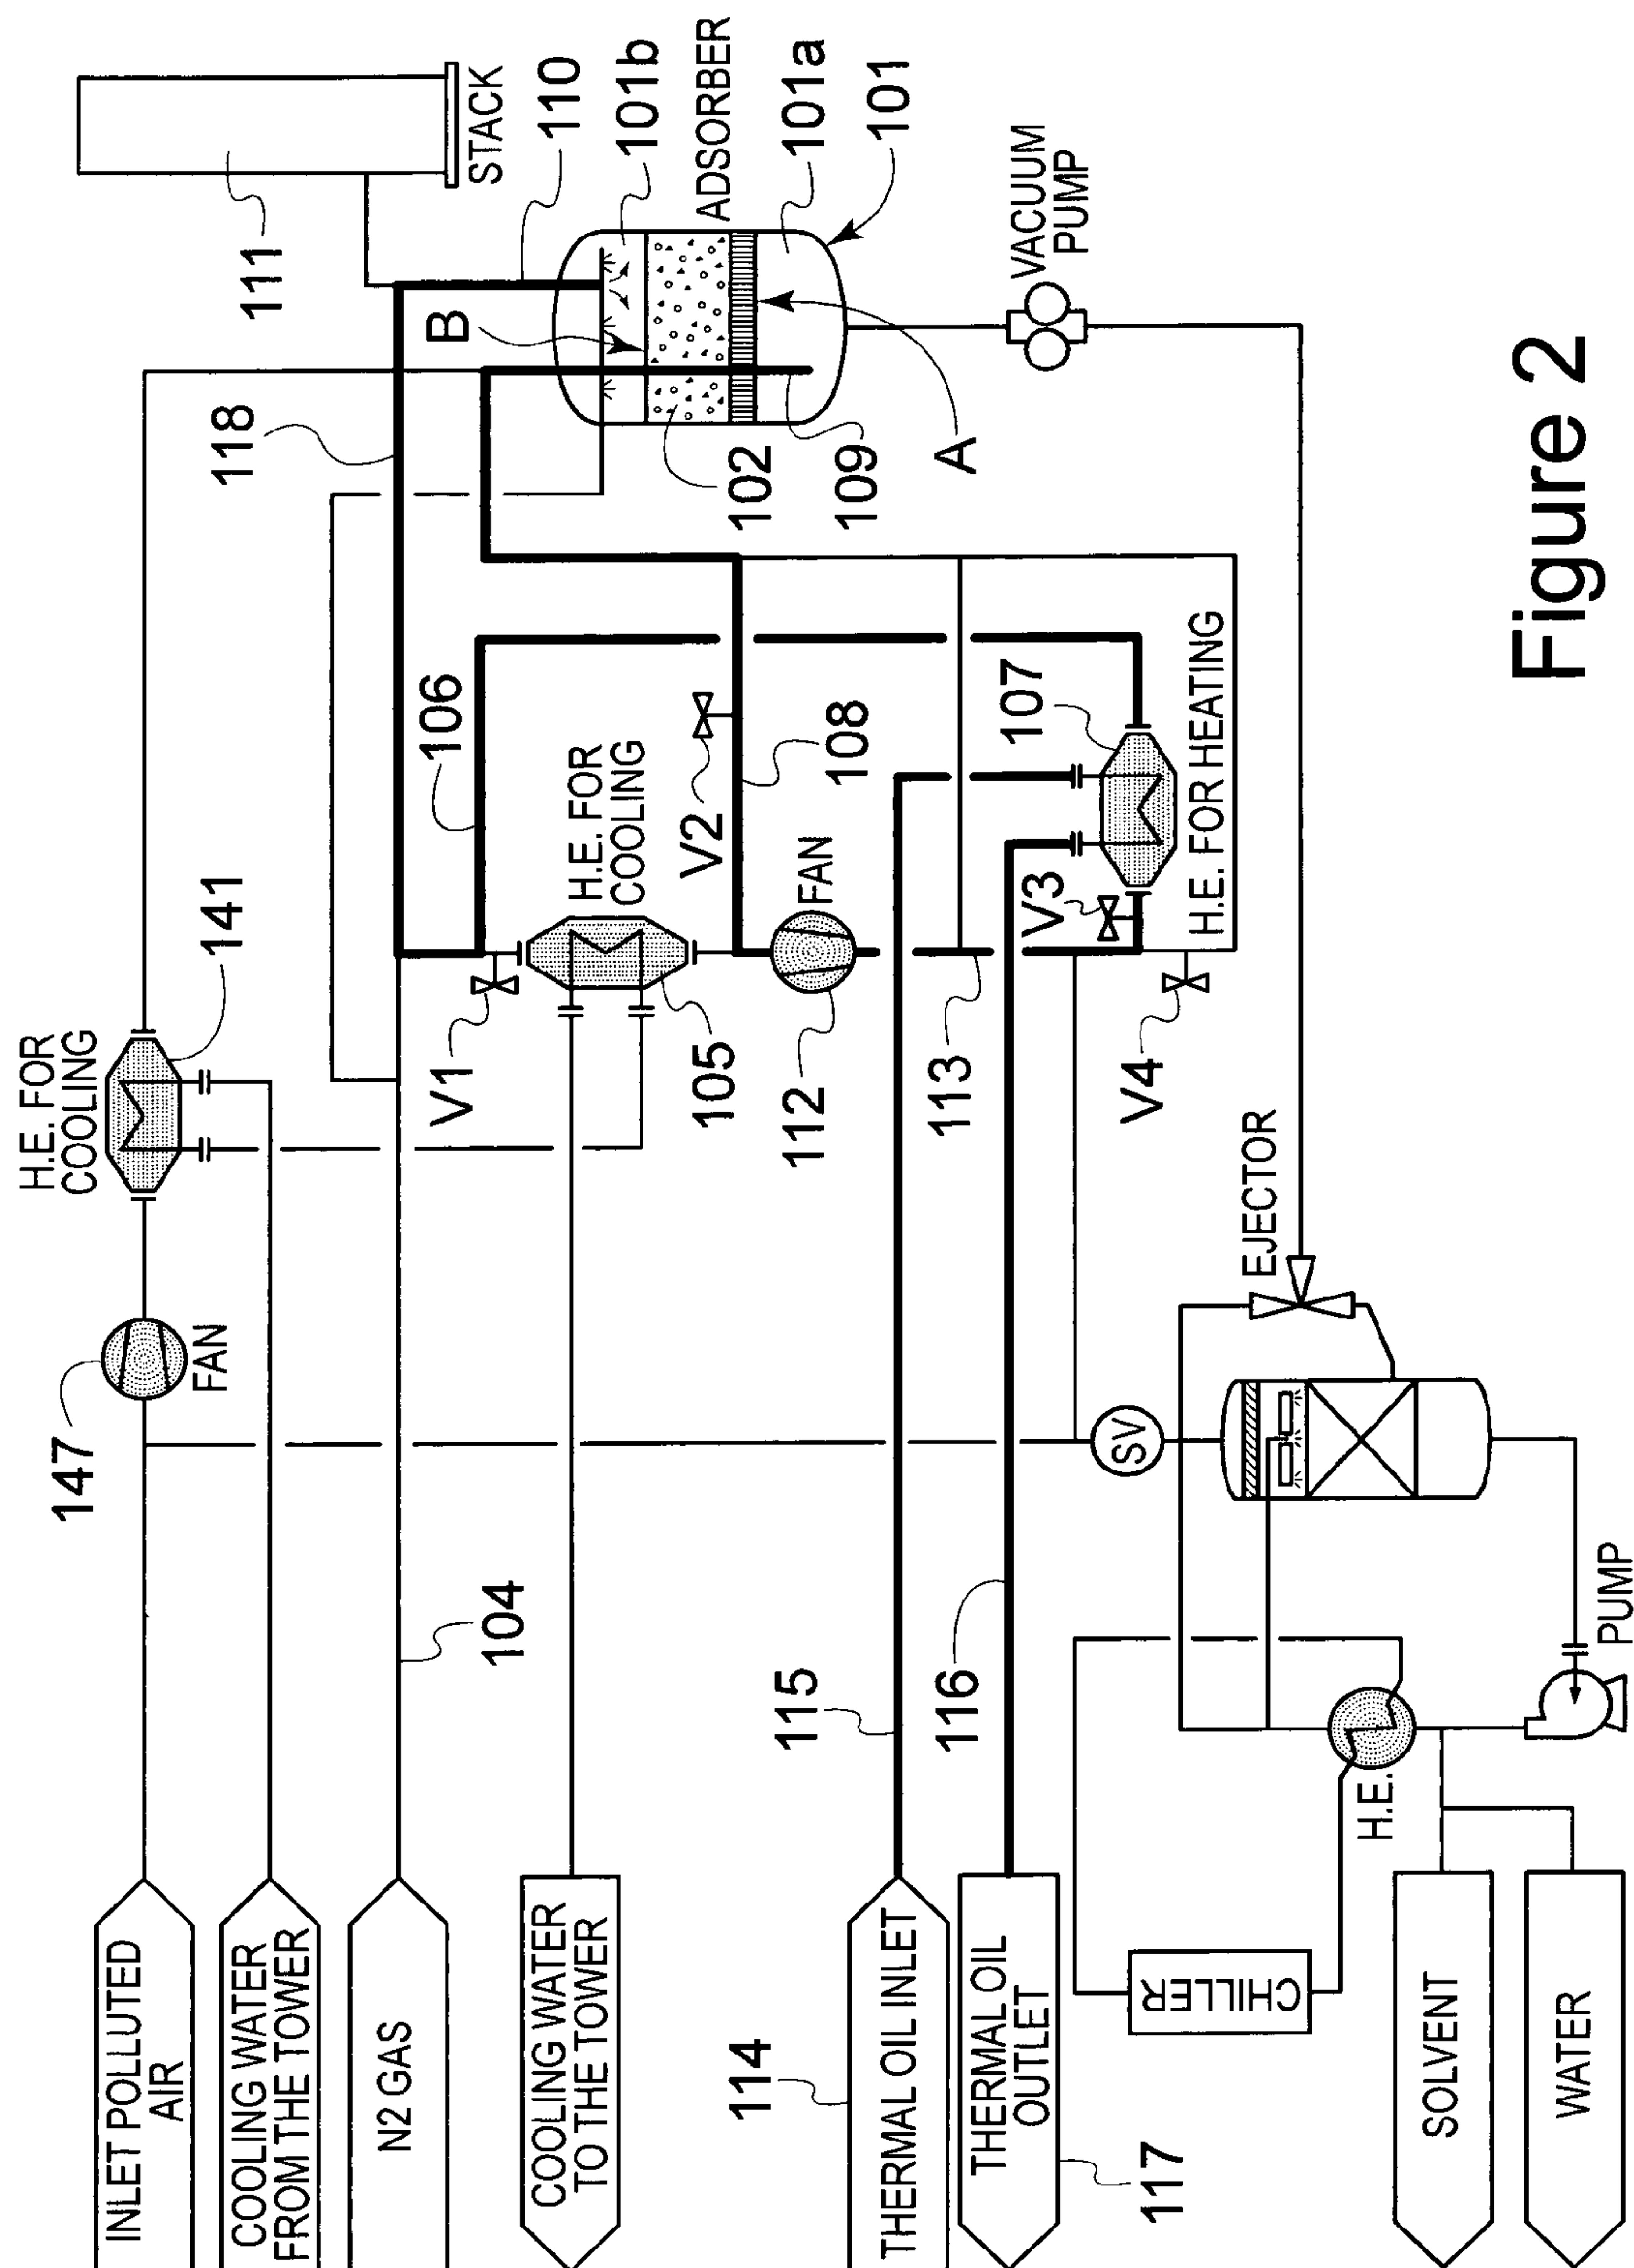 INLET POLLUTED
AIR
COOLING WATER
FROM THE TOWER
N2 GAS
COOLING WATER
TO THE TOWER
114
THERMAL OIL INLET
THERMAL OIL
OUTLET
117
CHILLER
SOLVENT
WATER
104
115
116
H.E.
PUMP
147
FAN
SV
EJECTOR
H.E. FOR
COOLING
141
V1
105
112
113
V4
106
H.E. FOR
COOLING
V2
108
FAN
V3
107
H.E. FOR HEATING
118
B
102
109
A
111
STACK
110
101b
ADSORBER
101a
101
VACUUM
PUMP
Figure 2